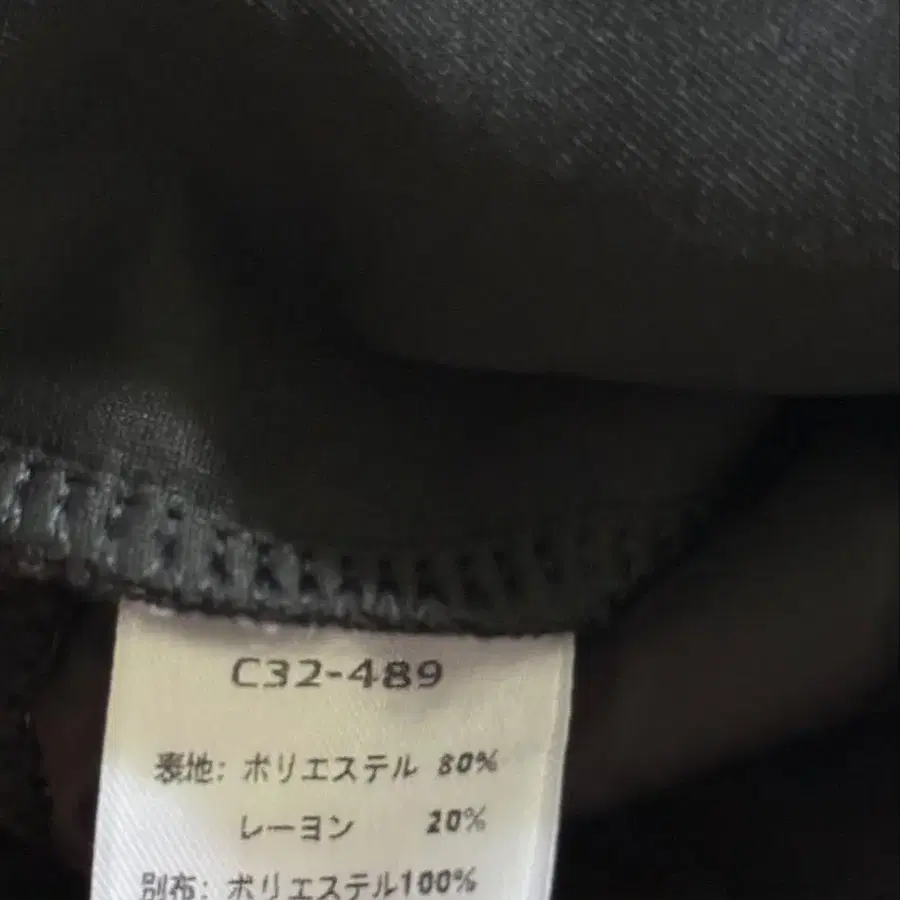 C32-489
表地: ポリエステル 80%
レーヨン 20%
別布: ポリエステル100%